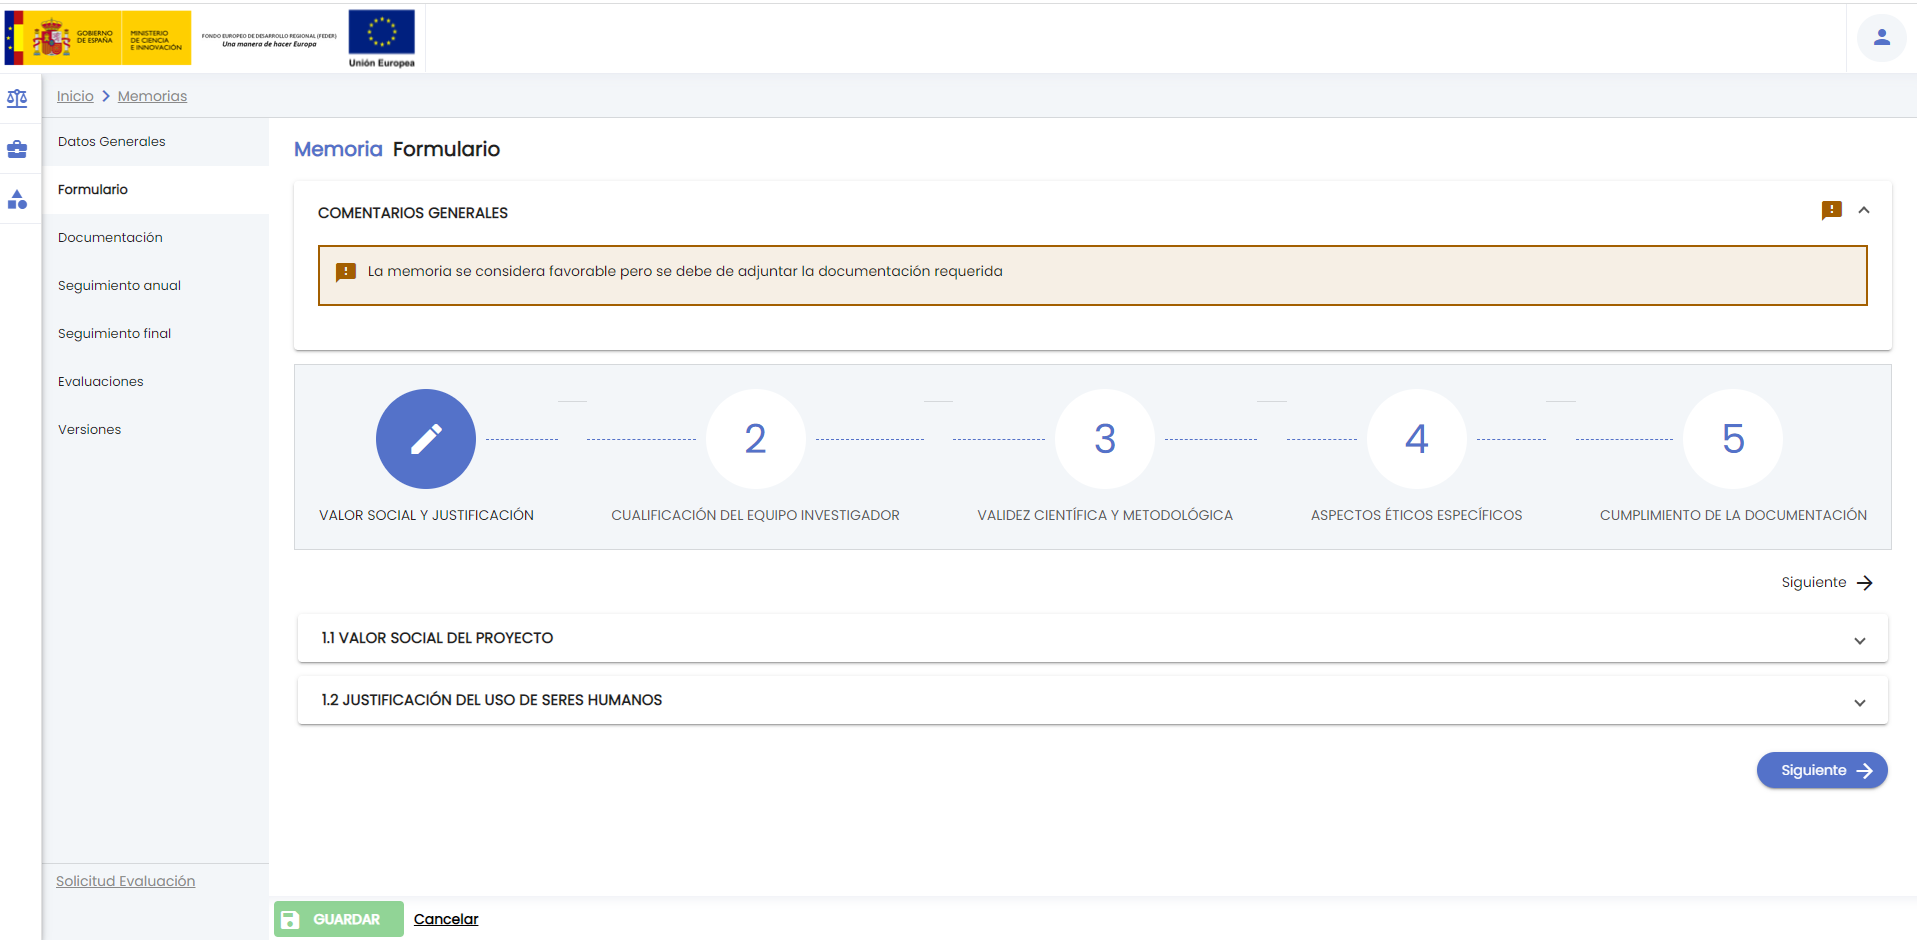 GOBIERNO
DE ESPAÑA
MINISTERIO
DE CIENCIA
E INNOVACIÓN
FONDO EUROPEO DE DESARROLLO REGIONAL (FEDER)
Una manera de hacer Europa
Unión Europea
Inicio > Memorias
Datos Generales
Formulario
Documentación
Seguimiento anual
Seguimiento final
Evaluaciones
Versiones
Solicitud Evaluación
Memoria Formulario
COMENTARIOS GENERALES
La memoria se considera favorable pero se debe de adjuntar la documentación requerida
2 3 4 5
VALOR SOCIAL Y JUSTIFICACIÓN CUALIFICACIÓN DEL EQUIPO INVESTIGADOR VALIDEZ CIENTÍFICA Y METODOLÓGICA ASPECTOS ÉTICOS ESPECÍFICOS CUMPLIMIENTO DE LA DOCUMENTACIÓN
Siguiente
1.1 VALOR SOCIAL DEL PROYECTO
1.2 JUSTIFICACIÓN DEL USO DE SERES HUMANOS
Siguiente
GUARDAR Cancelar